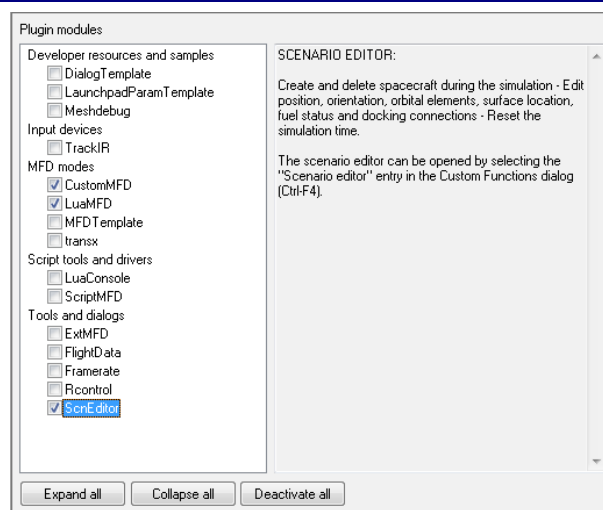 Plugin modules
Developer resources and samples
DialogTemplate
LaunchpadParamTemplate
Meshdebug
Input devices
TrackIR
MFD modes
CustomMFD
LuaMFD
MFDTemplate
transx
Script tools and drivers
LuaConsole
ScriptMFD
Tools and dialogs
ExtMFD
FlightData
Framerate
Rcontrol
ScnEditor
SCENARIO EDITOR:
Create and delete spacecraft during the simulation - Edit
position, orientation, orbital elements, surface location,
fuel status and docking connections - Reset the
simulation time.
The scenario editor can be opened by selecting the
"Scenario editor" entry in the Custom Functions dialog
(Ctrl-F4).
Expand all
Collapse all
Deactivate all